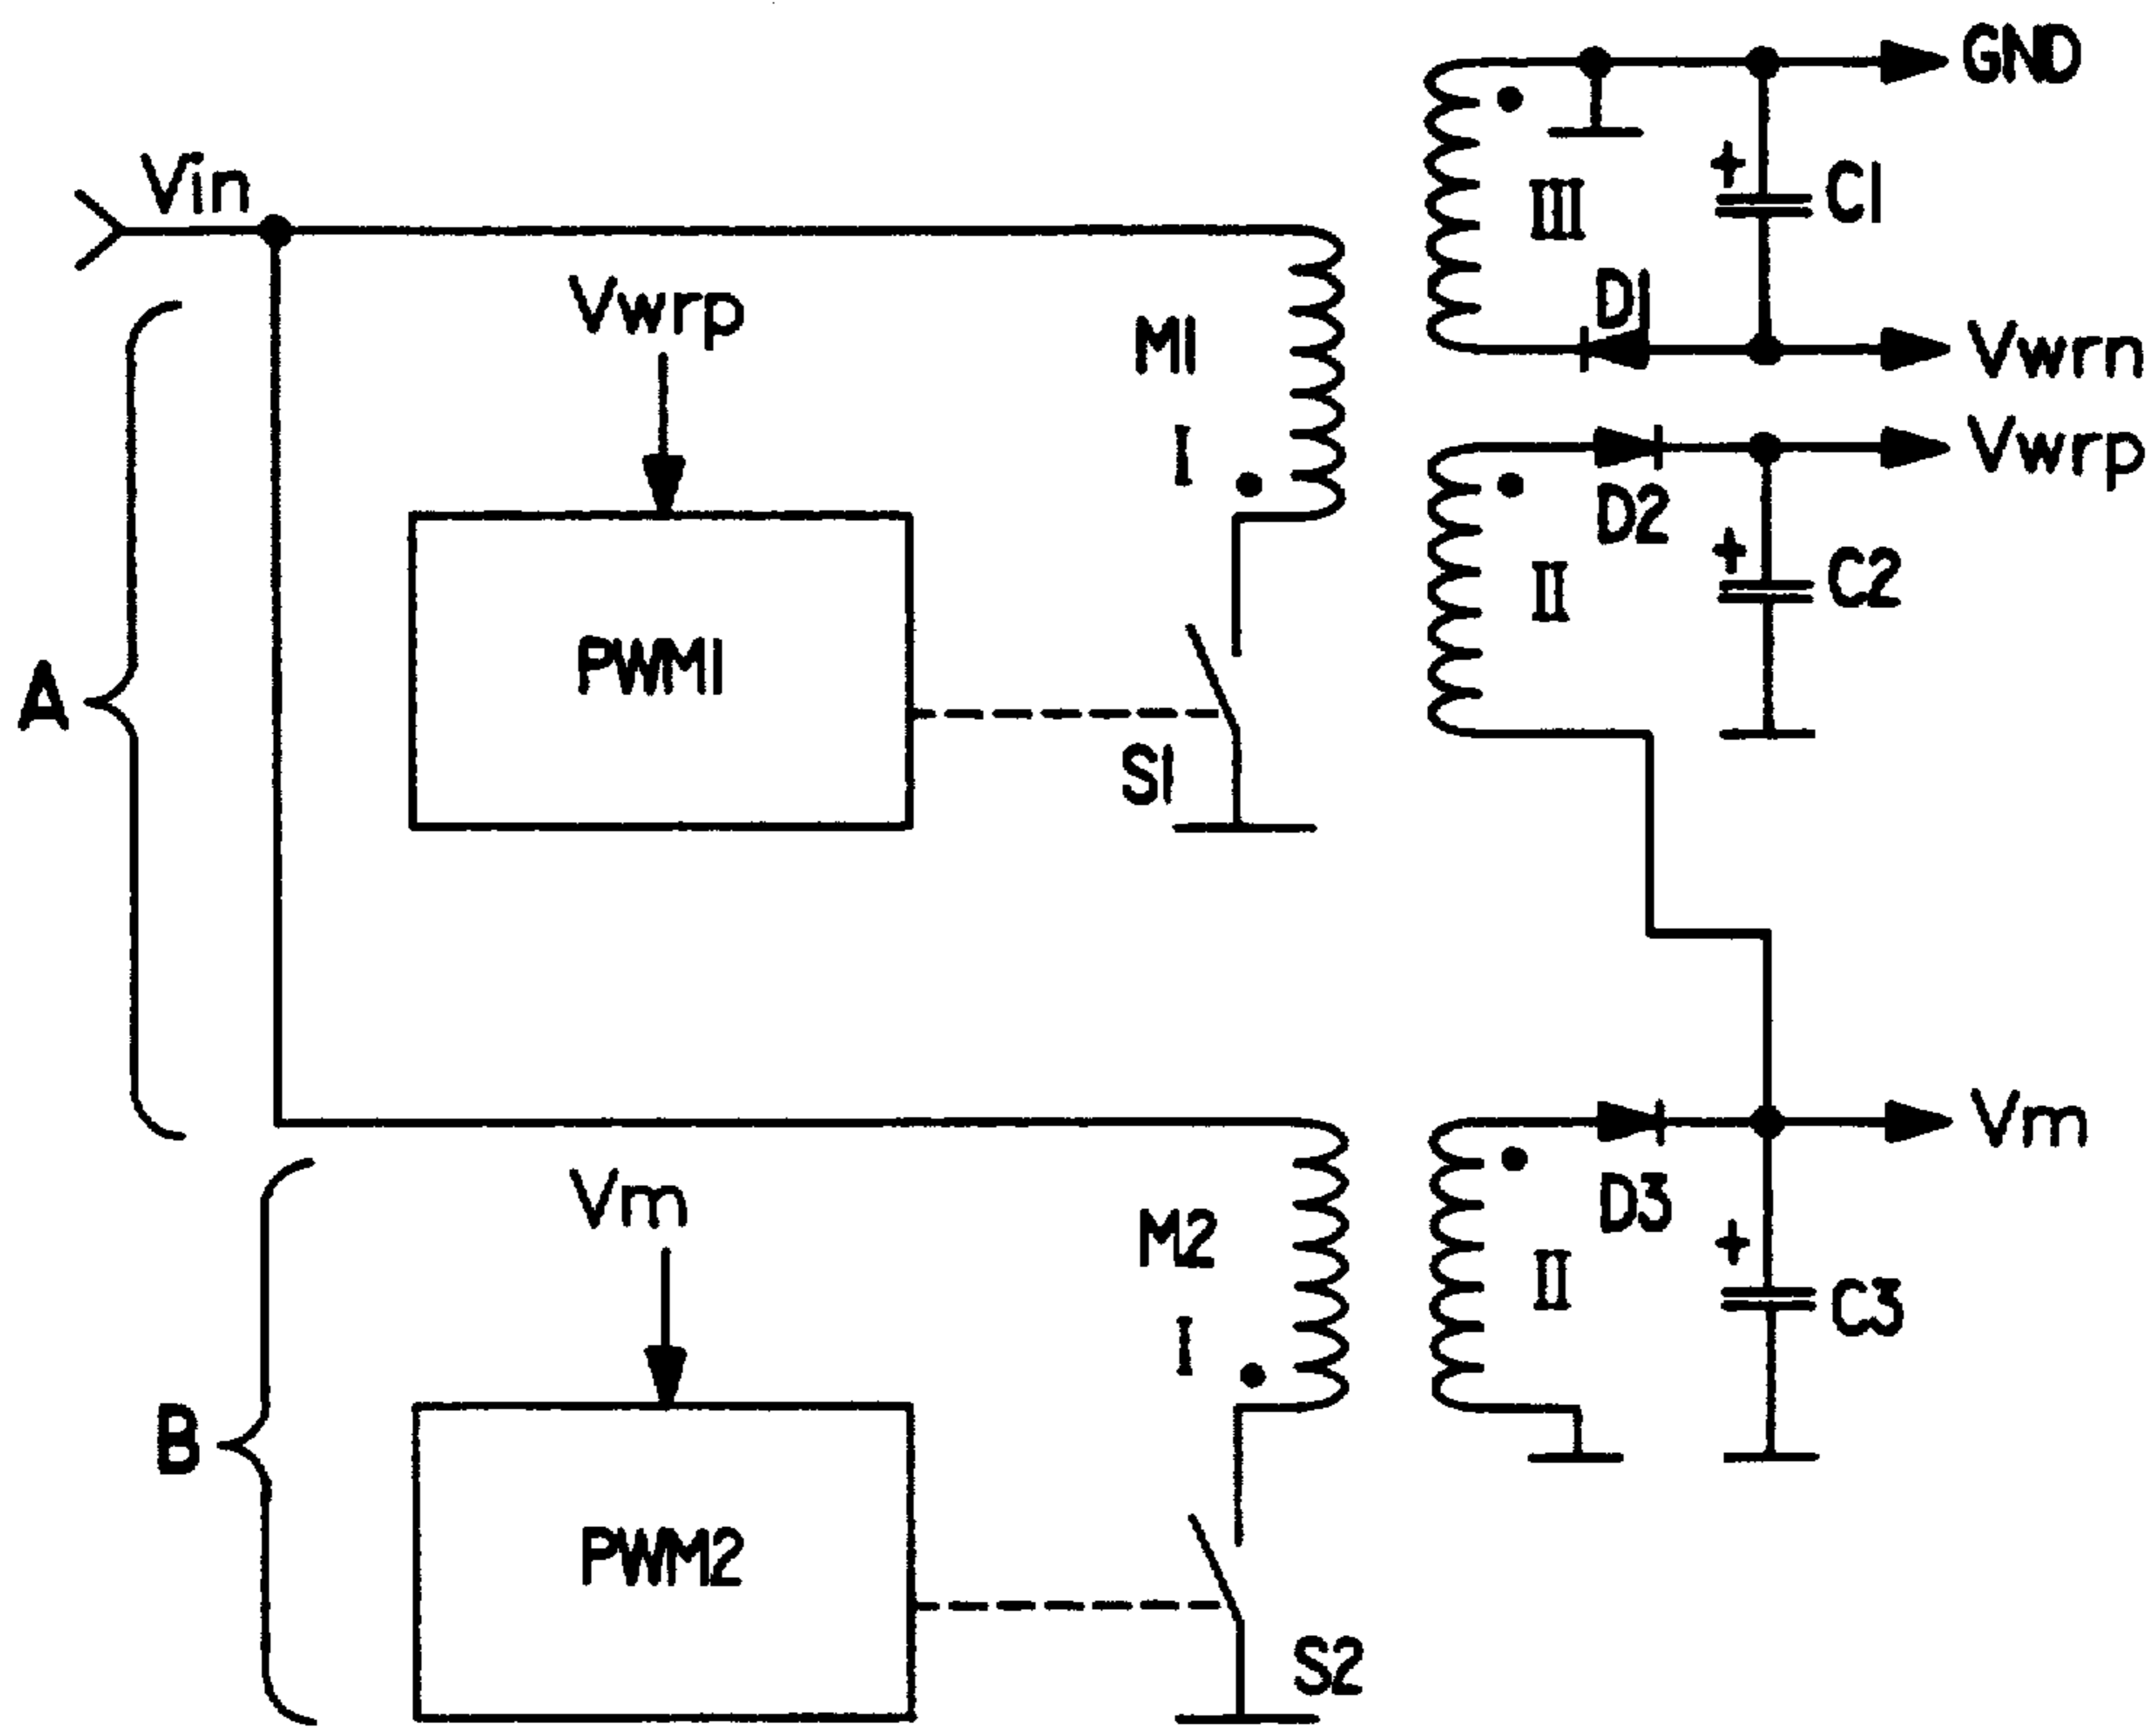 GND
Vin
+
C1
III
Vwrp
D1
M1
Vwrn
I
Vwrp
D2
+
C2
II
PWM1
A
S1
Vm
Vm
D3
M2
+
II
C3
I
B
PWM2
S2